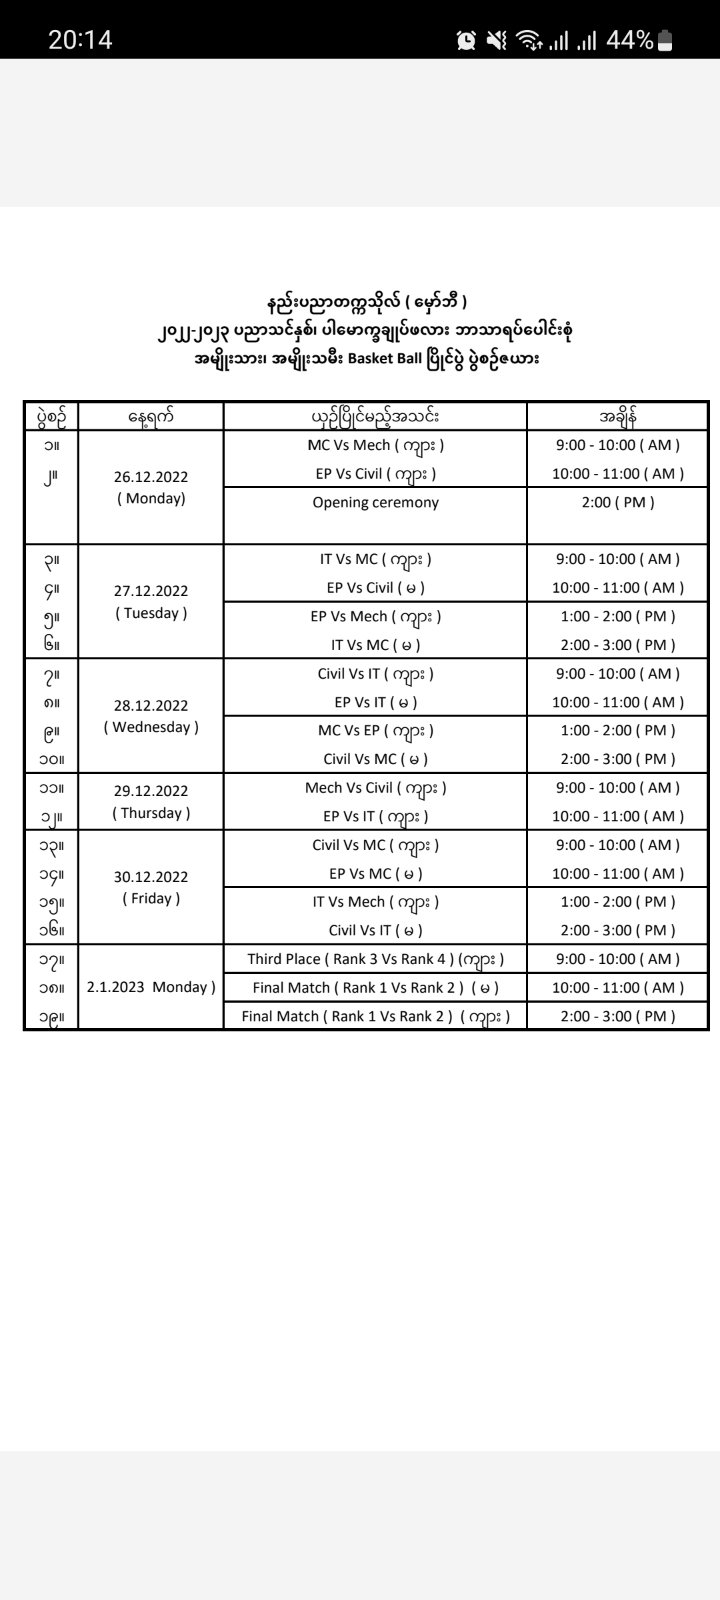 20:14 44%
နည်းပညာတက္ကသိုလ် ( မှော်ဘီ )
၂၀၂၂-၂၀၂၃ ပညာသင်နှစ်၊ ပါမောက္ခချုပ်ဖလား ဘာသာရပ်ပေါင်းစုံ
အမျိုးသား၊ အမျိုးသမီး Basket Ball ပြိုင်ပွဲ ပွဲစဉ်ဇယား
ပွဲစဉ် နေ့ရက် ယှဉ်ပြိုင်မည့်အသင်း အချိန်
၁။ MC Vs Mech ( ကျား ) 9:00 - 10:00 ( AM )
၂။ 26.12.2022 EP Vs Civil ( ကျား ) 10:00 - 11:00 ( AM )
( Monday) Opening ceremony 2:00 ( PM )
၃။ IT Vs MC ( ကျား ) 9:00 - 10:00 ( AM )
၄။ 27.12.2022 EP Vs Civil ( မ ) 10:00 - 11:00 ( AM )
၅။ ( Tuesday ) EP Vs Mech ( ကျား ) 1:00 - 2:00 ( PM )
၆။ IT Vs MC ( မ ) 2:00 - 3:00 ( PM )
၇။ Civil Vs IT ( ကျား ) 9:00 - 10:00 ( AM )
၈။ 28.12.2022 EP Vs IT ( မ ) 10:00 - 11:00 ( AM )
၉။ ( Wednesday ) MC Vs EP ( ကျား ) 1:00 - 2:00 ( PM )
၁၀။ Civil Vs MC ( မ ) 2:00 - 3:00 ( PM )
၁၁။ 29.12.2022 Mech Vs Civil ( ကျား ) 9:00 - 10:00 ( AM )
၁၂။ ( Thursday ) EP Vs IT ( ကျား ) 10:00 - 11:00 ( AM )
၁၃။ Civil Vs MC ( ကျား ) 9:00 - 10:00 ( AM )
၁၄။ 30.12.2022 EP Vs MC ( မ ) 10:00 - 11:00 ( AM )
၁၅။ ( Friday ) IT Vs Mech ( ကျား ) 1:00 - 2:00 ( PM )
၁၆။ Civil Vs IT ( မ ) 2:00 - 3:00 ( PM )
၁၇။ Third Place ( Rank 3 Vs Rank 4 ) (ကျား ) 9:00 - 10:00 ( AM )
၁၈။ 2.1.2023 Monday ) Final Match ( Rank 1 Vs Rank 2 ) ( မ ) 10:00 - 11:00 ( AM )
၁၉။ Final Match ( Rank 1 Vs Rank 2 ) ( ကျား ) 2:00 - 3:00 ( PM )